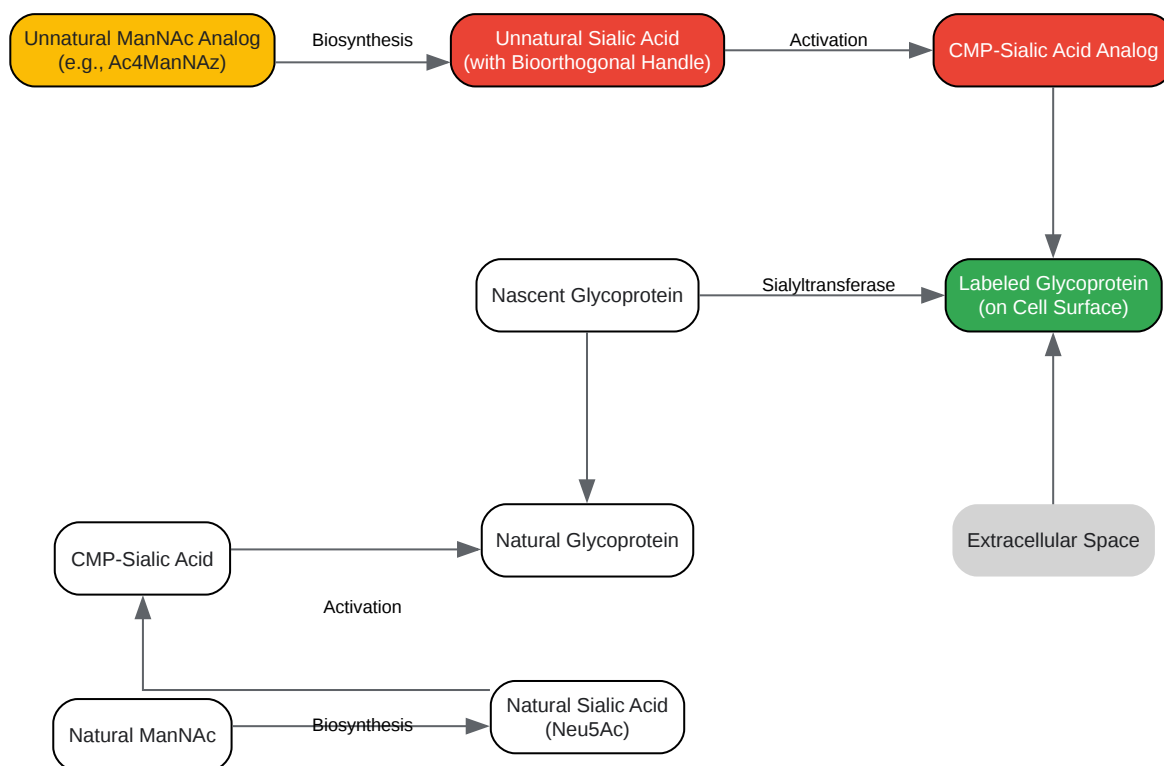 Unnatural ManNAc Analog
(e.g., Ac4ManNAz)
Biosynthesis
Unnatural Sialic Acid
(with Bioorthogonal Handle)
Activation
CMP-Sialic Acid Analog
Nascent Glycoprotein
Sialyltransferase
Labeled Glycoprotein
(on Cell Surface)
CMP-Sialic Acid
Natural Glycoprotein
Extracellular Space
Activation
Natural ManNAc
Biosynthesis
Natural Sialic Acid
(Neu5Ac)